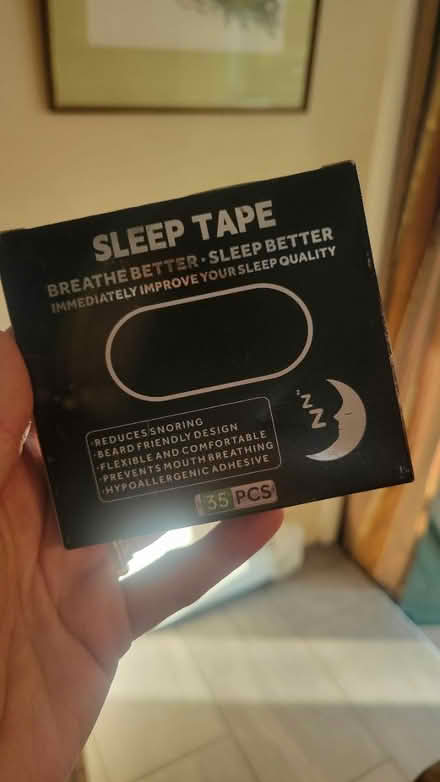 SLEEP TAPE
BREATHE BETTER · SLEEP BETTER
IMMEDIATELY IMPROVE YOUR SLEEP QUALITY
·REDUCES SNORING
·BEARD FRIENDLY DESIGN
·FLEXIBLE AND COMFORTABLE
·PREVENTS MOUTH BREATHING
·HYPOALLERGENIC ADHESIVE
z Z Z
35 PCS